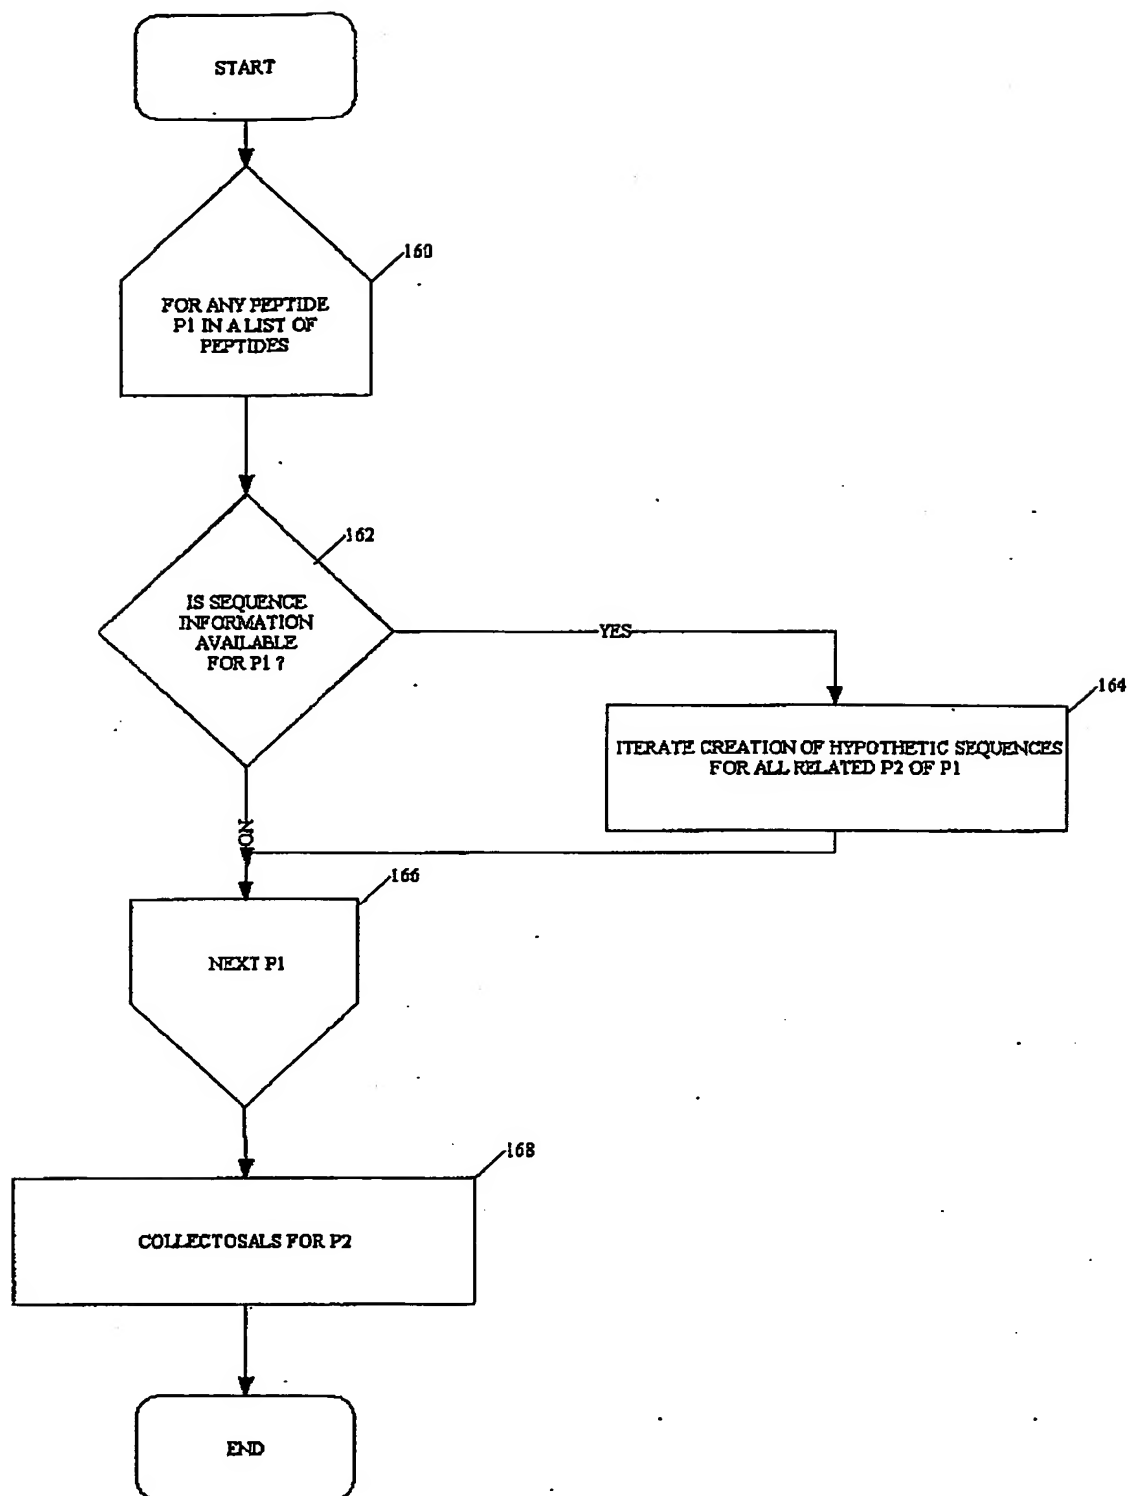 START
160
FOR ANY PEPTIDE
P1 IN A LIST OF
PEPTIDES
162
IS SEQUENCE
INFORMATION
AVAILABLE
FOR P1 ?
YES
164
ITERATE CREATION OF HYPOTHETIC SEQUENCES
FOR ALL RELATED P2 OF P1
NO
166
NEXT P1
168
COLLECTOSALS FOR P2
END